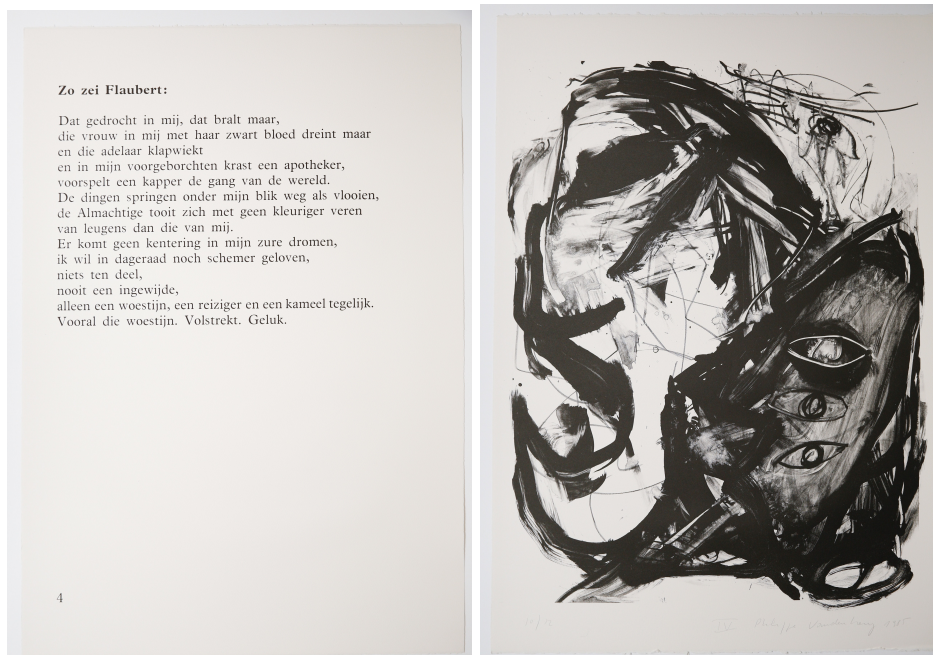 Zo zei Flaubert:
Dat gedrocht in mij, dat bralt maar,
die vrouw in mij met haar zwart bloed dreint maar
en die adelaar klapwiekt
en in mijn voorgeborchten krast een apotheker,
voorspelt een kapper de gang van de wereld.
De dingen springen onder mijn blik weg als vlooien,
de Almachtige tooit zich met geen kleuriger veren
van leugens dan die van mij.
Er komt geen kentering in mijn zure dromen,
ik wil in dageraad noch schemer geloven,
niets ten deel,
nooit een ingewijde,
alleen een woestijn, een reiziger en een kameel tegelijk.
Vooral die woestijn. Volstrekt. Geluk.
4
Philippe